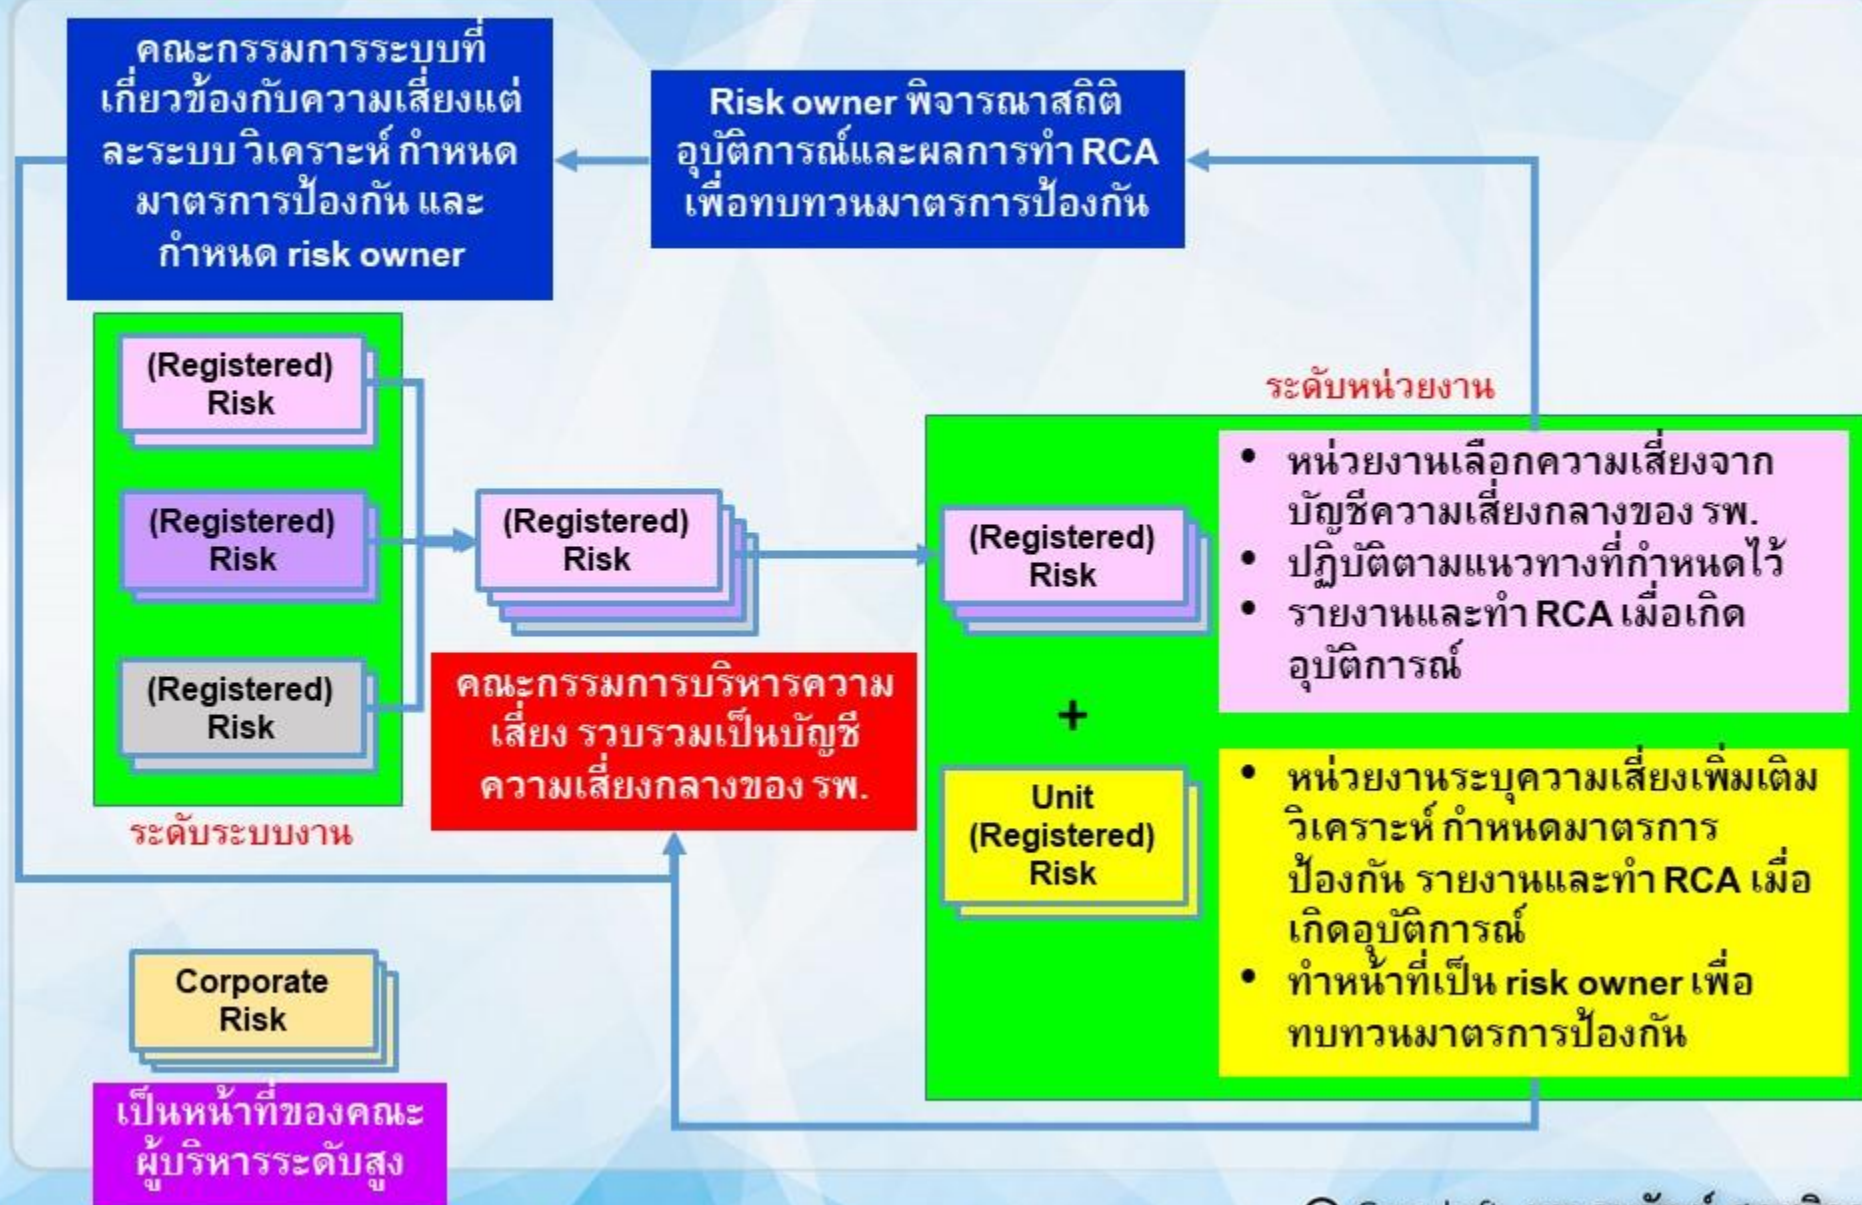 คณะกรรมการระบบที่
เกี่ยวข้องกับความเสี่ยงแต่
ละระบบ วิเคราะห์ กำหนด
มาตรการป้องกัน และ
กำหนด risk owner
Risk owner พิจารณาสถิติ
อุบัติการณ์และผลการทำ RCA
เพื่อทบทวนมาตรการป้องกัน
(Registered)
Risk
(Registered)
Risk
(Registered)
Risk
ระดับระบบงาน
(Registered)
Risk
คณะกรรมการบริหารความ
เสี่ยง รวบรวมเป็นบัญชี
ความเสี่ยงกลางของ รพ.
ระดับหน่วยงาน
(Registered)
Risk
• หน่วยงานเลือกความเสี่ยงจาก
บัญชีความเสี่ยงกลางของ รพ.
• ปฏิบัติตามแนวทางที่กำหนดไว้
• รายงานและทำ RCA เมื่อเกิด
อุบัติการณ์
+
Unit
(Registered)
Risk
• หน่วยงานระบุความเสี่ยงเพิ่มเติม
วิเคราะห์ กำหนดมาตรการ
ป้องกัน รายงานและทำ RCA เมื่อ
เกิดอุบัติการณ์
• ทำหน้าที่เป็น risk owner เพื่อ
ทบทวนมาตรการป้องกัน
Corporate
Risk
เป็นหน้าที่ของคณะ
ผู้บริหารระดับสูง